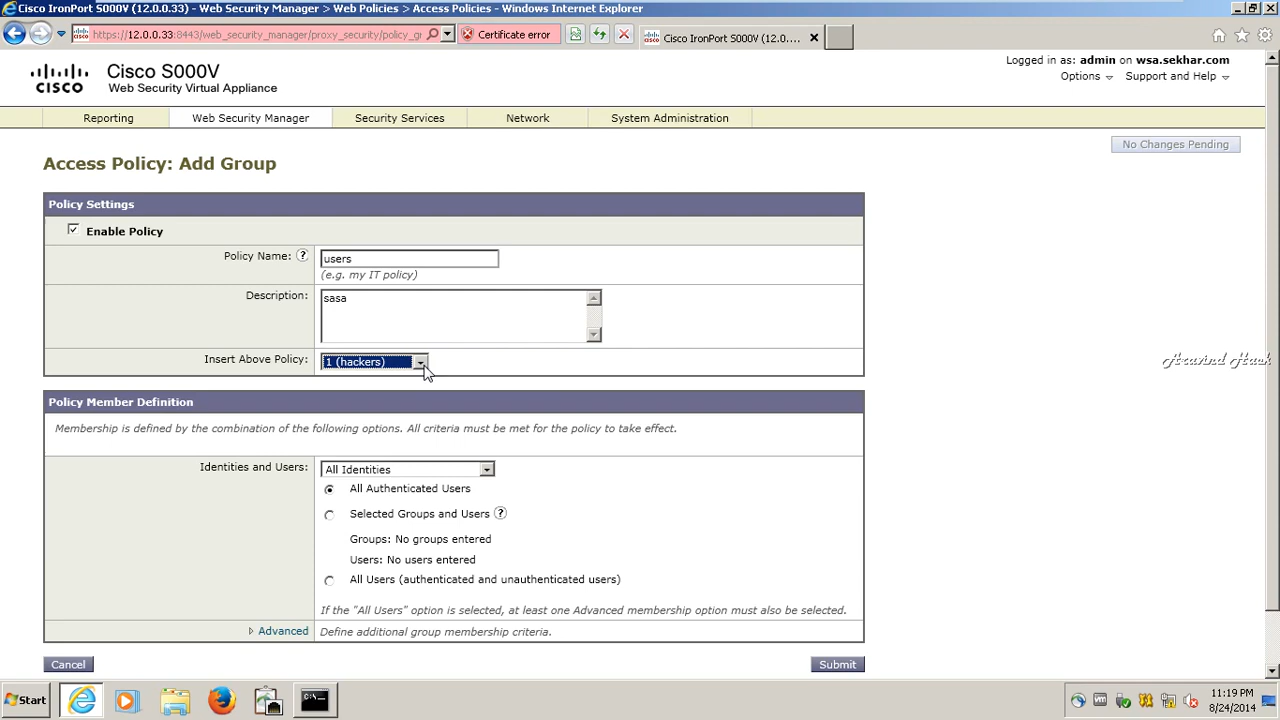 Cisco IronPort S000V (12.0.0.33) - Web Security Manager > Web Policies > Access Policies - Windows Internet Explorer
https://12.0.0.33:8443/web_security_manager/proxy_security/policy_gr
Certificate error
Cisco IronPort S000V (12.0....
Logged in as: admin on wsa.sekhar.com
Options
Support and Help
CISCO
Cisco S000V
Web Security Virtual Appliance
Reporting
Web Security Manager
Security Services
Network
System Administration
No Changes Pending
Access Policy: Add Group
Policy Settings
Enable Policy
Policy Name: ?
users
(e.g. my IT policy)
Description:
sasa
Insert Above Policy:
1 (hackers)
Aravind Hack
Policy Member Definition
Membership is defined by the combination of the following options. All criteria must be met for the policy to take effect.
Identities and Users:
All Identities
All Authenticated Users
Selected Groups and Users ?
Groups: No groups entered
Users: No users entered
All Users (authenticated and unauthenticated users)
If the "All Users" option is selected, at least one Advanced membership option must also be selected.
Advanced
Define additional group membership criteria.
Cancel
Submit
Start
11:19 PM
8/24/2014